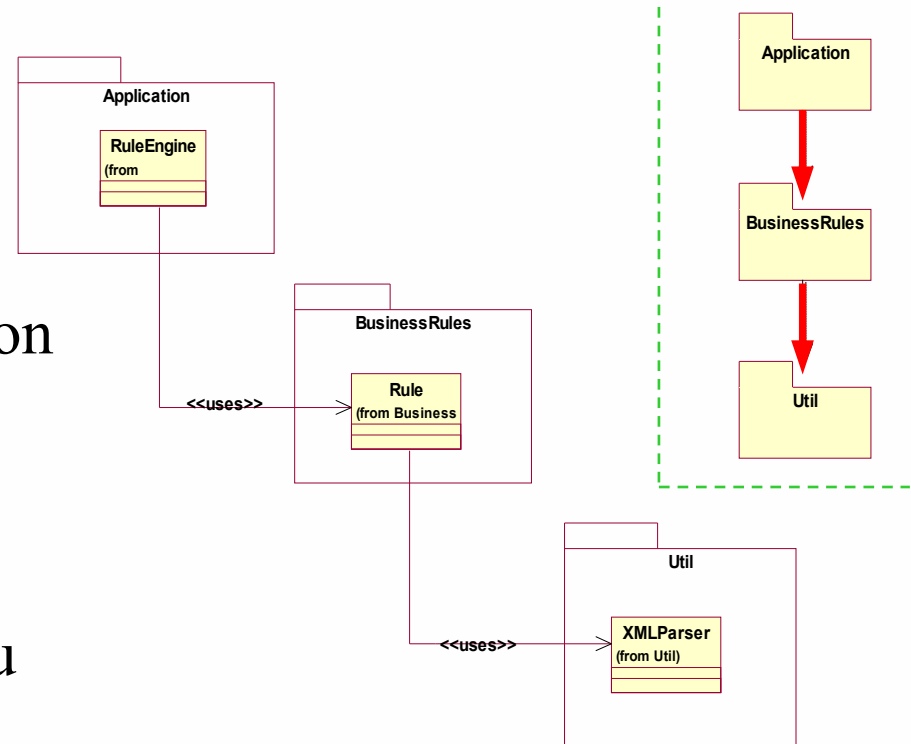 Application
RuleEngine
(from
on
BusinessRules
Rule
(from Business
<<uses>>
Util
XMLParser
(from Util)
<<uses>>
u
Application
BusinessRules
Util